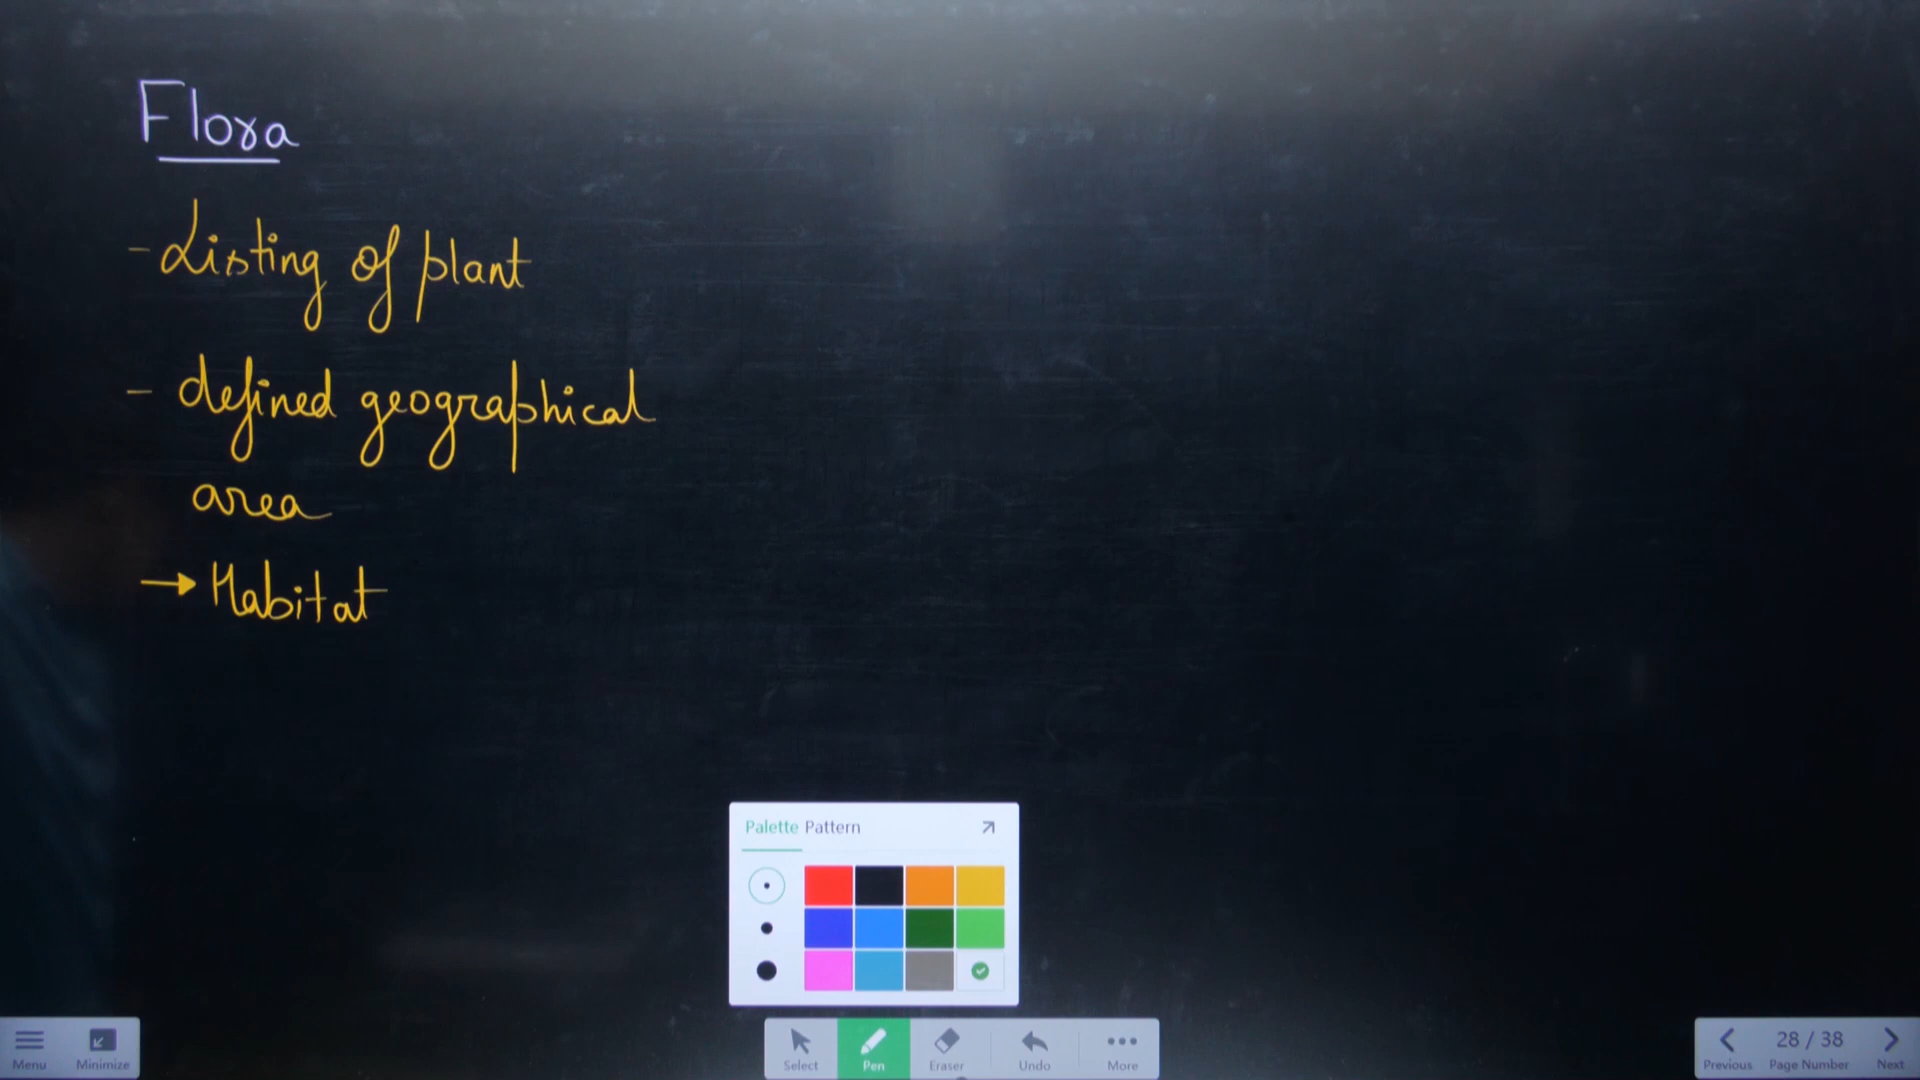 Flora
- Listing of plant
- defined geographical
area
→ Habitat
Palette Pattern
Menu
Minimize
Select
Pen
Eraser
Undo
More
Previous
28 / 38
Page Number
Next